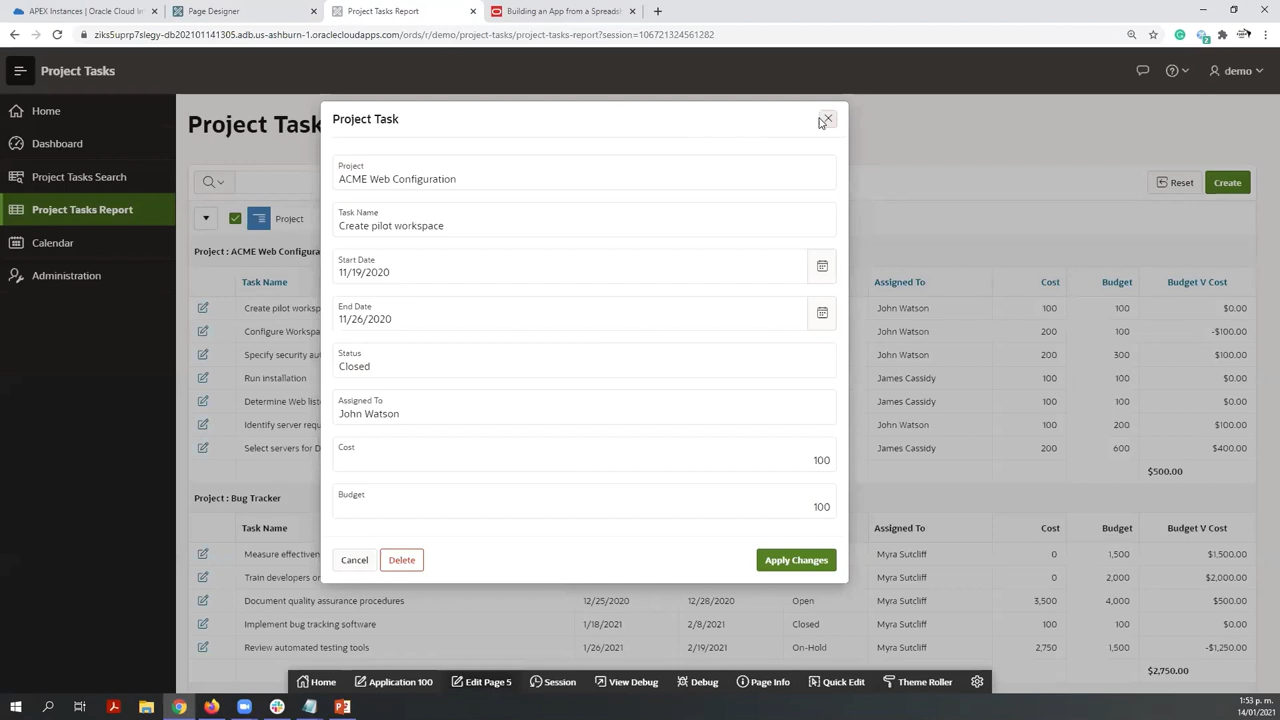 APEX Instances | Oracle Cloud In
Page Designer
Project Tasks Report
Building an App from a Spreadsh
ziks5uprp7slegy-db202101141305.adb.us-ashburn-1.oraclecloudapps.com/ords/r/demo/project-tasks/project-tasks-report?session=106721324561282
Project Tasks
demo
Home
Dashboard
Project Tasks Search
Project Tasks Report
Calendar
Administration
Project Task
Reset
Create
Project
Project : ACME Web Configura
Task Name
Assigned To
Cost
Budget
Budget V Cost
Create pilot worksp
John Watson
100
100
$0.00
Configure Workspa
John Watson
200
100
-$100.00
Specify security aut
John Watson
200
300
$100.00
Run installation
James Cassidy
100
100
$0.00
Determine Web liste
James Cassidy
100
100
$0.00
Identify server requ
John Watson
100
200
$100.00
Select servers for D
James Cassidy
200
600
$400.00
$500.00
Project : Bug Tracker
Task Name
Assigned To
Cost
Budget
Budget V Cost
Measure effectiven
Myra Sutcliff
0
1,500
$1,500.00
Train developers or
Myra Sutcliff
0
2,000
$2,000.00
Document quality assurance procedures
12/25/2020
12/28/2020
Open
Myra Sutcliff
3,500
4,000
$500.00
Implement bug tracking software
1/18/2021
2/8/2021
Closed
Myra Sutcliff
100
100
$0.00
Review automated testing tools
1/26/2021
2/19/2021
On-Hold
Myra Sutcliff
2,750
1,500
-$1,250.00
$2,750.00
Project Task
Project
ACME Web Configuration
Task Name
Create pilot workspace
Start Date
11/19/2020
End Date
11/26/2020
Status
Closed
Assigned To
John Watson
Cost
100
Budget
100
Cancel
Delete
Apply Changes
Home
Application 100
Edit Page 5
Session
View Debug
Debug
Page Info
Quick Edit
Theme Roller
1:53 p. m.
14/01/2021